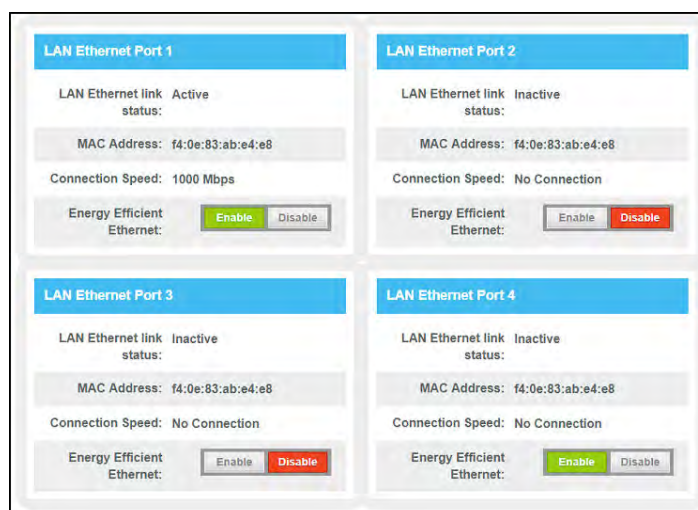 LAN Ethernet Port 1
LAN Ethernet link status: Active
MAC Address: f4:0e:83:ab:e4:e8
Connection Speed: 1000 Mbps
Energy Efficient Ethernet: Enable Disable
LAN Ethernet Port 2
LAN Ethernet link status: Inactive
MAC Address: f4:0e:83:ab:e4:e8
Connection Speed: No Connection
Energy Efficient Ethernet: Enable Disable
LAN Ethernet Port 3
LAN Ethernet link status: Inactive
MAC Address: f4:0e:83:ab:e4:e8
Connection Speed: No Connection
Energy Efficient Ethernet: Enable Disable
LAN Ethernet Port 4
LAN Ethernet link status: Inactive
MAC Address: f4:0e:83:ab:e4:e8
Connection Speed: No Connection
Energy Efficient Ethernet: Enable Disable